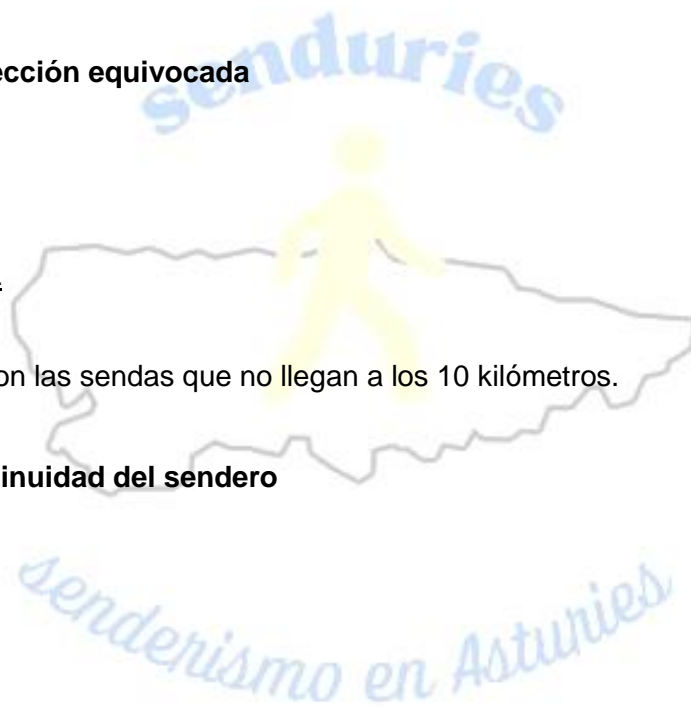 senduries
ección equivocada
on las sendas que no llegan a los 10 kilómetros.
inuidad del sendero
senderismo en Asturies